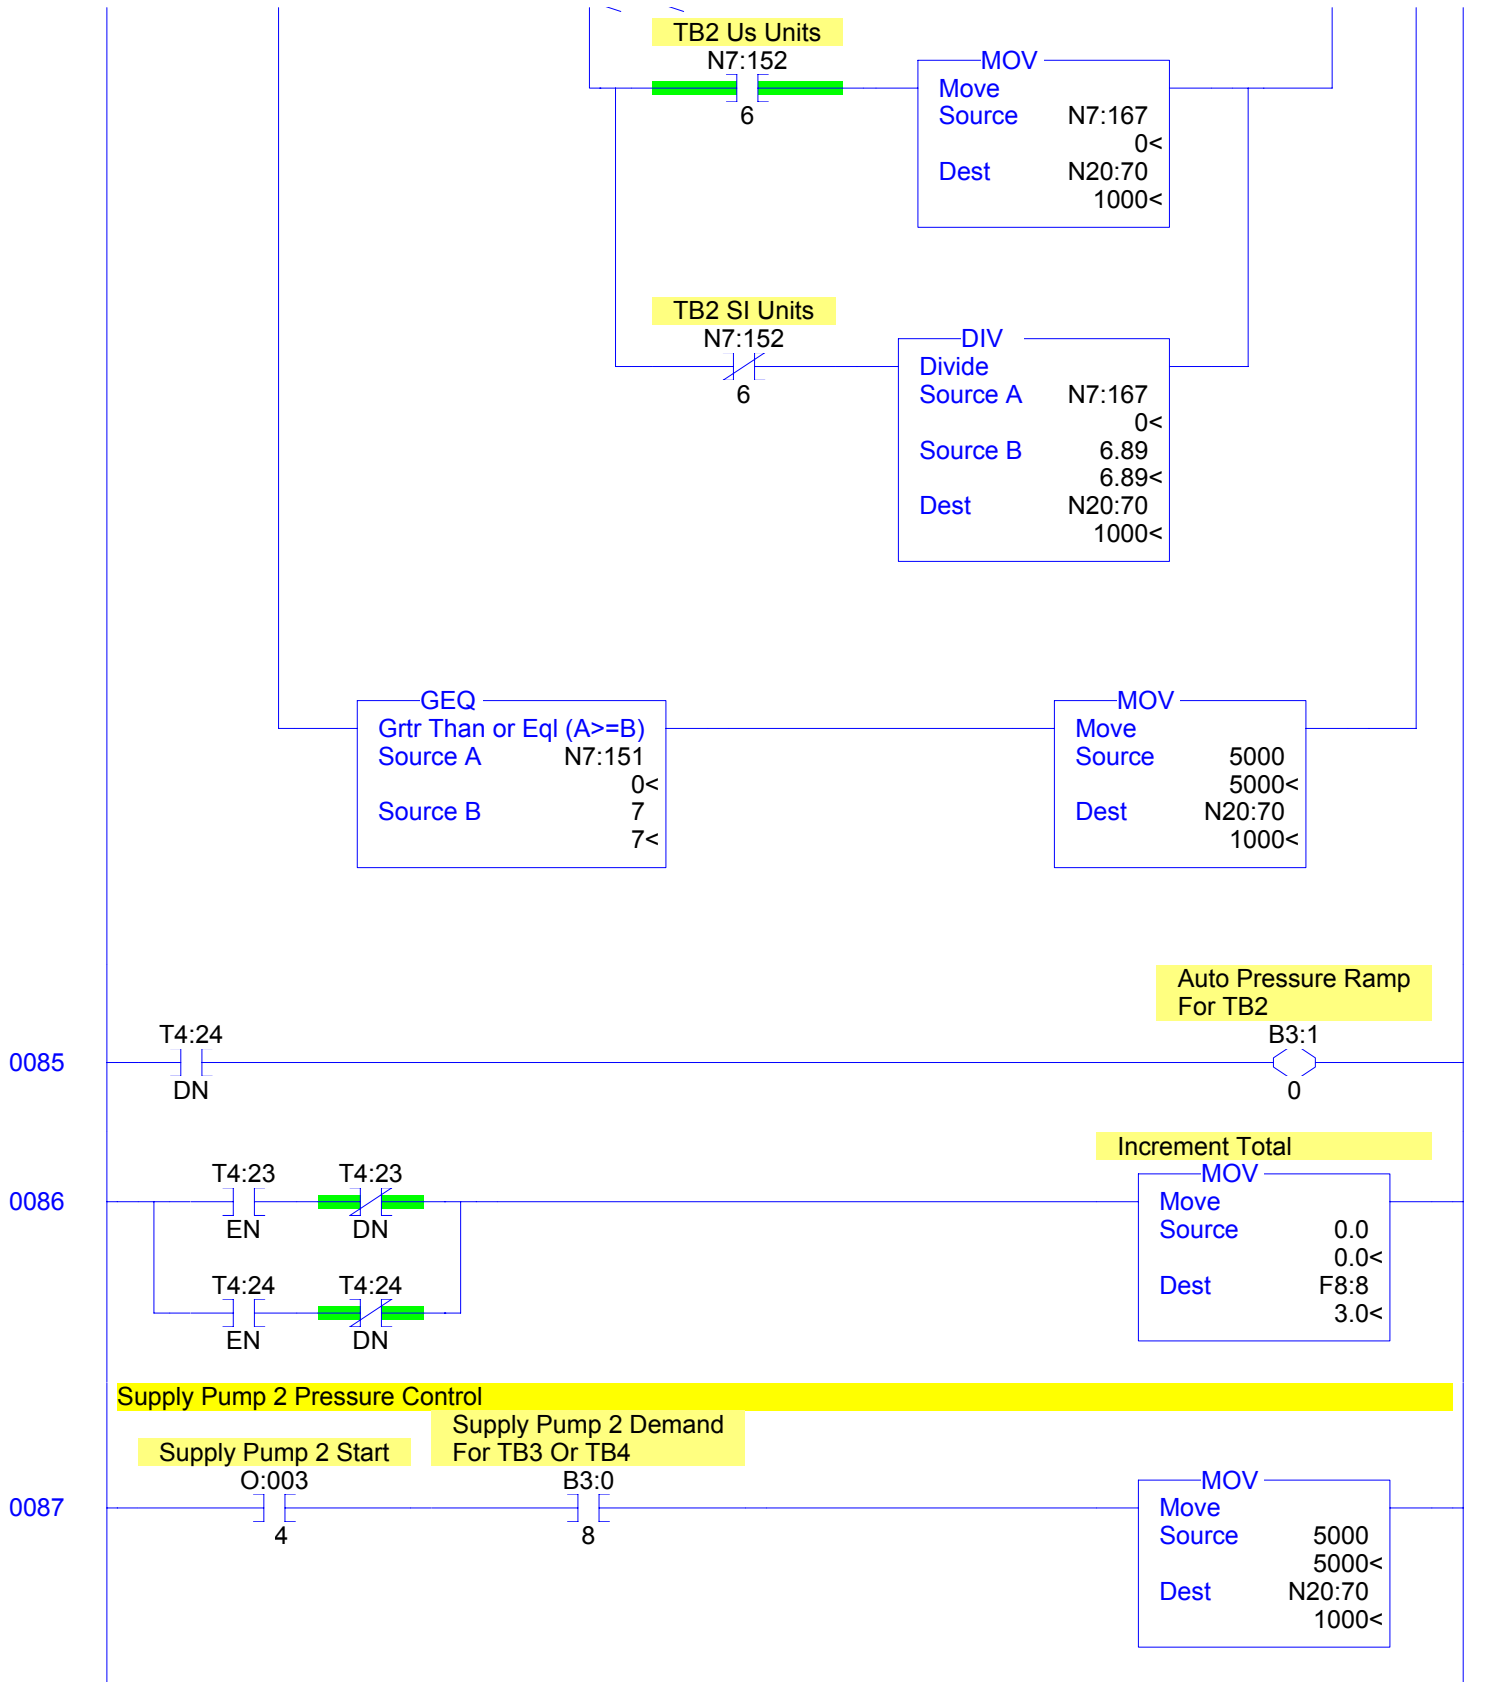 TB2 Us Units
N7:152
6
MOV
Move
Source N7:167
0<
Dest N20:70
1000<
TB2 SI Units
N7:152
6
DIV
Divide
Source A N7:167
0<
Source B 6.89
6.89<
Dest N20:70
1000<
GEQ
Grtr Than or Eql (A>=B)
Source A N7:151
0<
Source B 7
7<
MOV
Move
Source 5000
5000<
Dest N20:70
1000<
Auto Pressure Ramp
For TB2
0085
T4:24
DN
B3:1
0
Increment Total
0086
T4:23 T4:23
EN DN
T4:24 T4:24
EN DN
MOV
Move
Source 0.0
0.0<
Dest F8:8
3.0<
Supply Pump 2 Pressure Control
Supply Pump 2 Start
O:003
4
Supply Pump 2 Demand
For TB3 Or TB4
B3:0
8
0087
MOV
Move
Source 5000
5000<
Dest N20:70
1000<